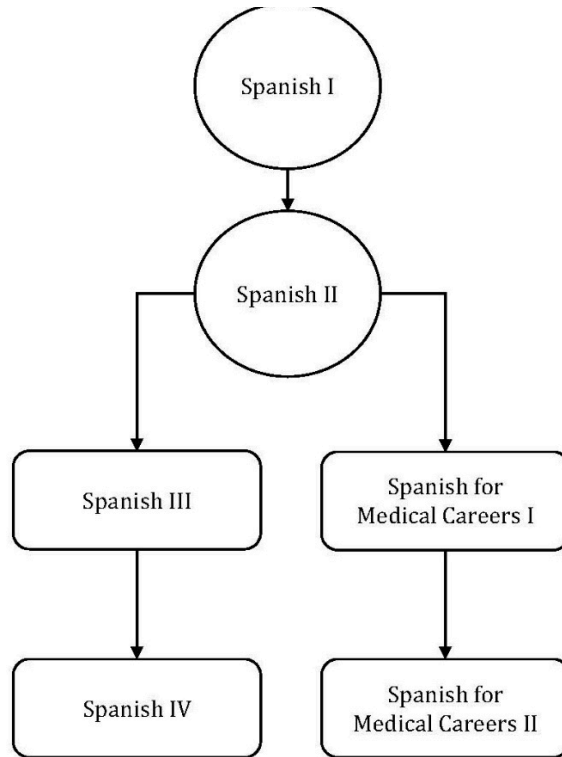 Spanish I
Spanish II
Spanish III
Spanish for
Medical Careers I
Spanish IV
Spanish for
Medical Careers II